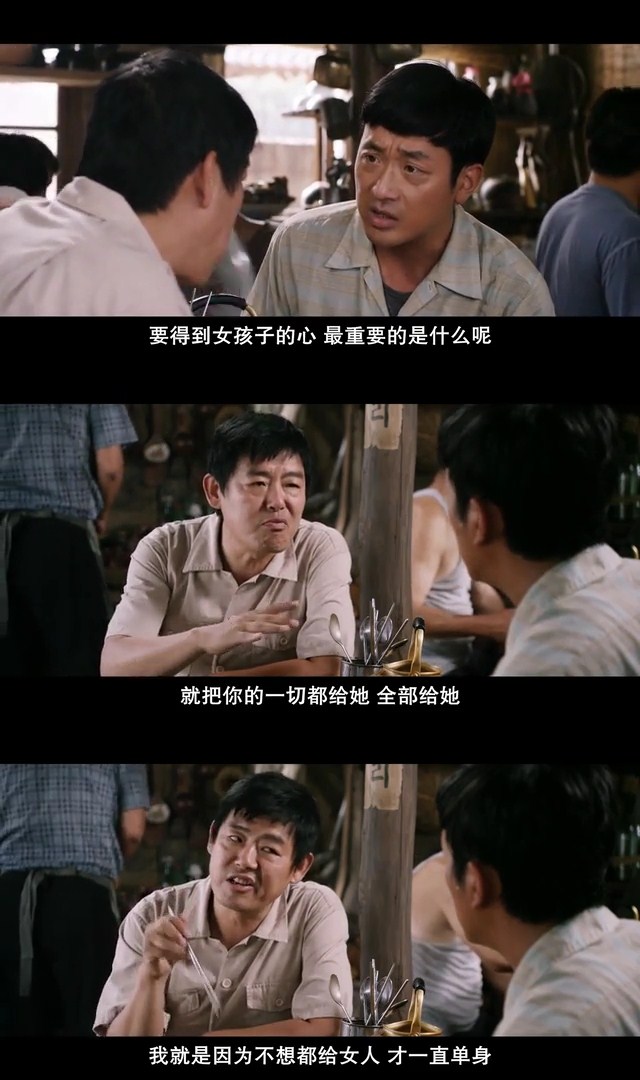 要得到女孩子的心 最重要的是什么呢
就把你的一切都给她 全部给她
我就是因为不想都给女人 才一直单身